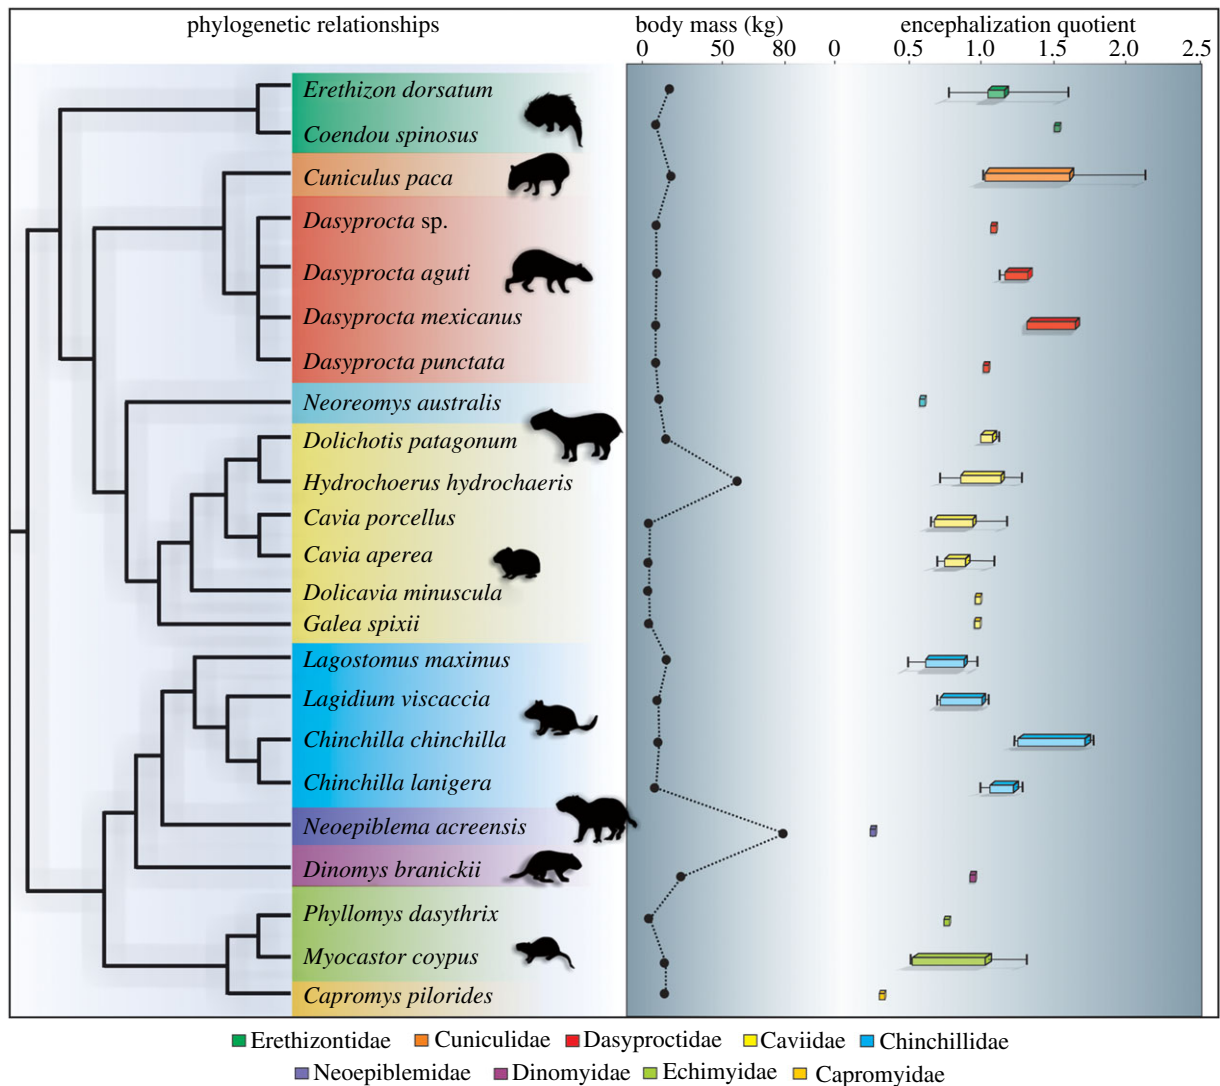 phylogenetic relationships body mass (kg) encephalization quotient
0 50 80 0 0.5 1.0 1.5 2.0 2.5
Erethizon dorsatum
Coendou spinosus
Cuniculus paca
Dasyprocta sp.
Dasyprocta aguti
Dasyprocta mexicanus
Dasyprocta punctata
Neoreomys australis
Dolichotis patagonum
Hydrochoerus hydrochaeris
Cavia porcellus
Cavia aperea
Dolicavia minuscula
Galea spixii
Lagostomus maximus
Lagidium viscaccia
Chinchilla chinchilla
Chinchilla lanigera
Neoepiblema acreensis
Dinomys branickii
Phyllomys dasythrix
Myocastor coypus
Capromys pilorides
Erethizontidae Cuniculidae Dasyproctidae Caviidae Chinchillidae
Neoepiblemidae Dinomyidae Echimyidae Capromyidae